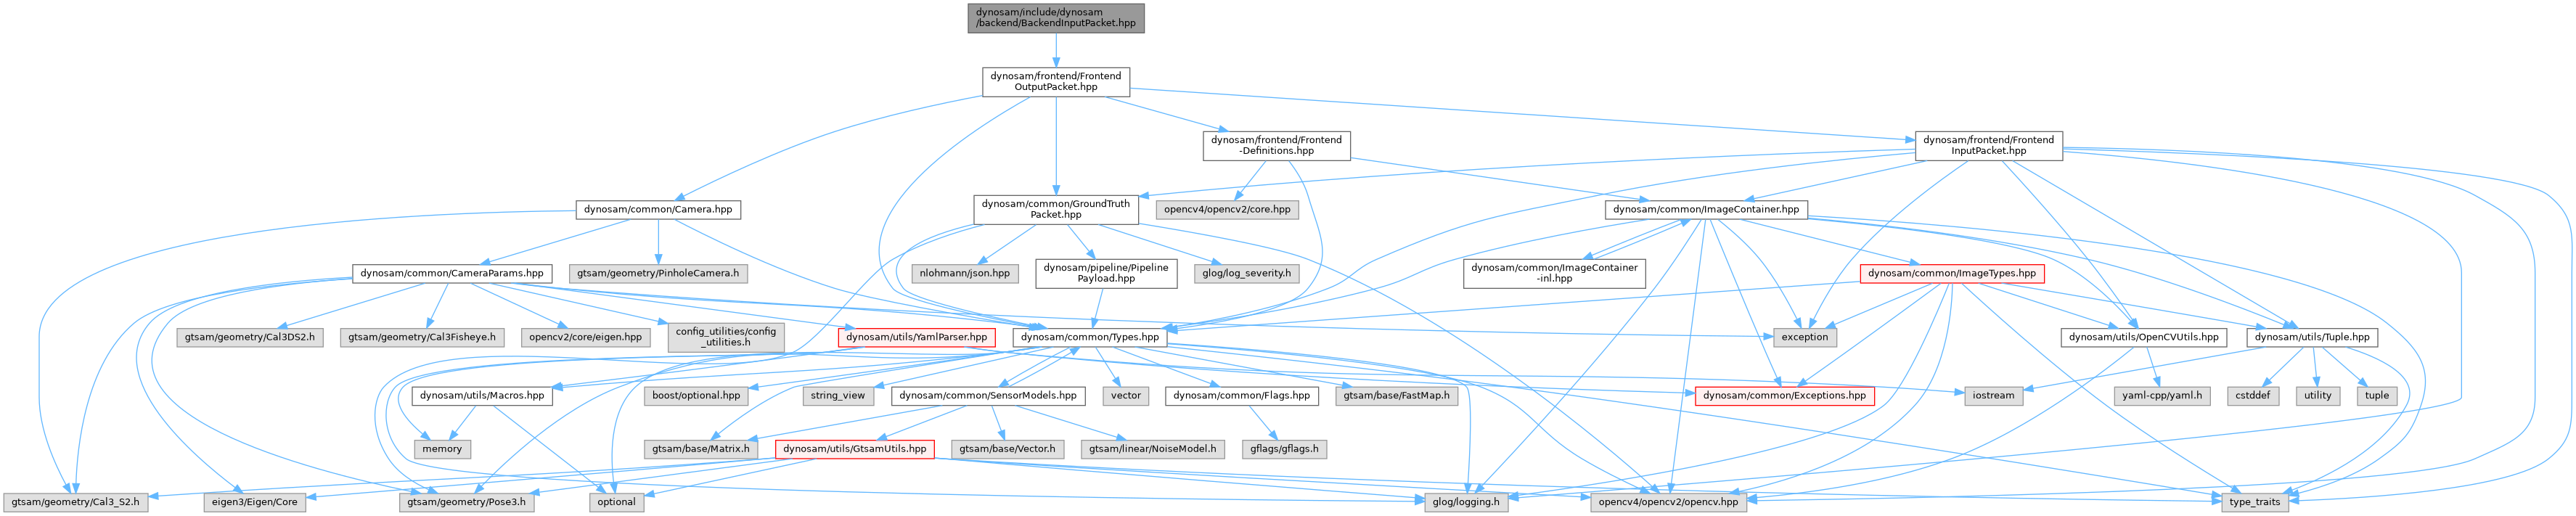 dynosam/include/dynosam
/backend/BackendInputPacket.hpp
dynosam/frontend/Frontend
OutputPacket.hpp
dynosam/frontend/Frontend
-Definitions.hpp
dynosam/frontend/Frontend
InputPacket.hpp
dynosam/common/Camera.hpp
dynosam/common/GroundTruth
Packet.hpp
opencv4/opencv2/core.hpp
dynosam/common/ImageContainer.hpp
dynosam/common/CameraParams.hpp
gtsam/geometry/PinholeCamera.h
nlohmann/json.hpp
dynosam/pipeline/Pipeline
Payload.hpp
glog/log_severity.h
dynosam/common/ImageContainer
-inl.hpp
dynosam/common/ImageTypes.hpp
gtsam/geometry/Cal3DS2.h
gtsam/geometry/Cal3Fisheye.h
opencv2/core/eigen.hpp
config_utilities/config
_utilities.h
dynosam/utils/YamlParser.hpp
dynosam/common/Types.hpp
exception
dynosam/utils/OpenCVUtils.hpp
dynosam/utils/Tuple.hpp
dynosam/utils/Macros.hpp
boost/optional.hpp
string_view
dynosam/common/SensorModels.hpp
vector
dynosam/common/Flags.hpp
gtsam/base/FastMap.h
dynosam/common/Exceptions.hpp
iostream
yaml-cpp/yaml.h
cstddef
utility
tuple
memory
gtsam/base/Matrix.h
dynosam/utils/GtsamUtils.hpp
gtsam/base/Vector.h
gtsam/linear/NoiseModel.h
gflags/gflags.h
gtsam/geometry/Cal3_S2.h
eigen3/Eigen/Core
gtsam/geometry/Pose3.h
optional
glog/logging.h
opencv4/opencv2/opencv.hpp
type_traits